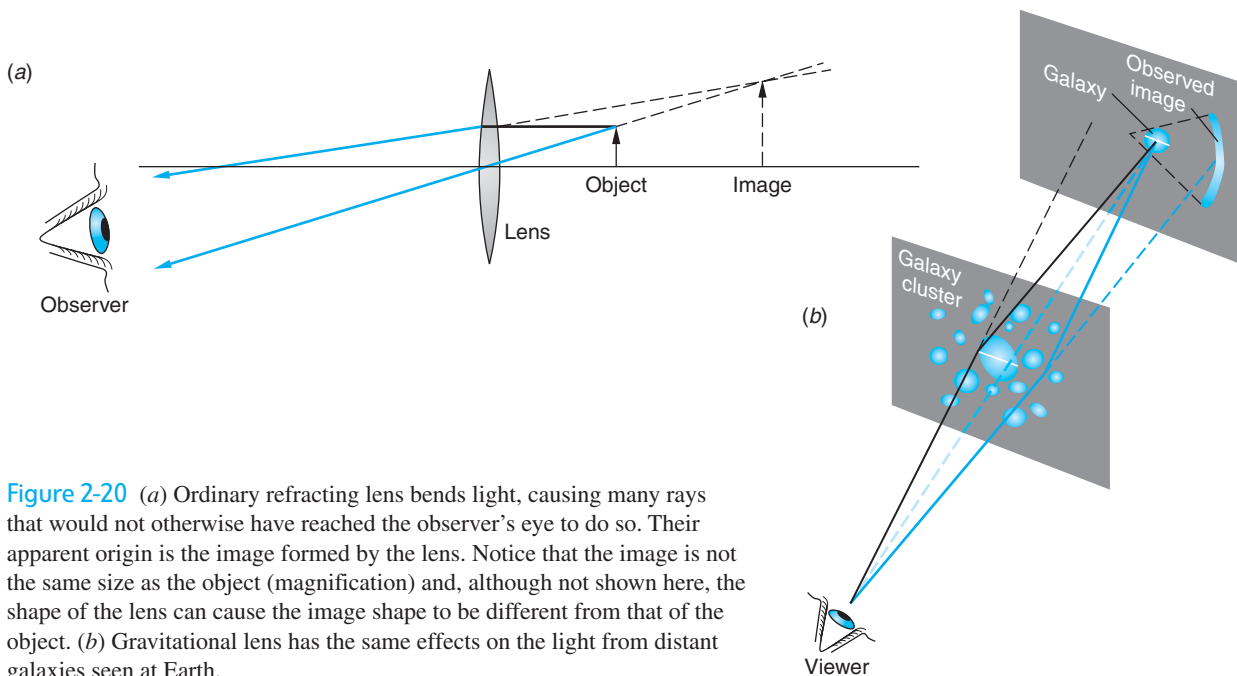 (a)
Lens
Object
Image
Observer
Galaxy
Observed
image
Galaxy
cluster
(b)
Viewer
Figure 2-20 (a) Ordinary refracting lens bends light, causing many rays
that would not otherwise have reached the observer’s eye to do so. Their
apparent origin is the image formed by the lens. Notice that the image is not
the same size as the object (magnification) and, although not shown here, the
shape of the lens can cause the image shape to be different from that of the
object. (b) Gravitational lens has the same effects on the light from distant
galaxies seen at Earth.